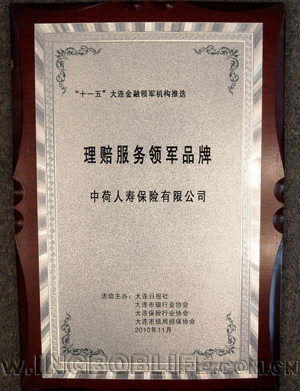 “十一五”大连金融领军机构推选
理赔服务领军品牌
中荷人寿保险有限公司
活动主办：大连日报社
大连市银行业协会
大连保险行业协会
大连市信用担保协会
2010年11月
WWW.INGBOBLIFE.COM.CN